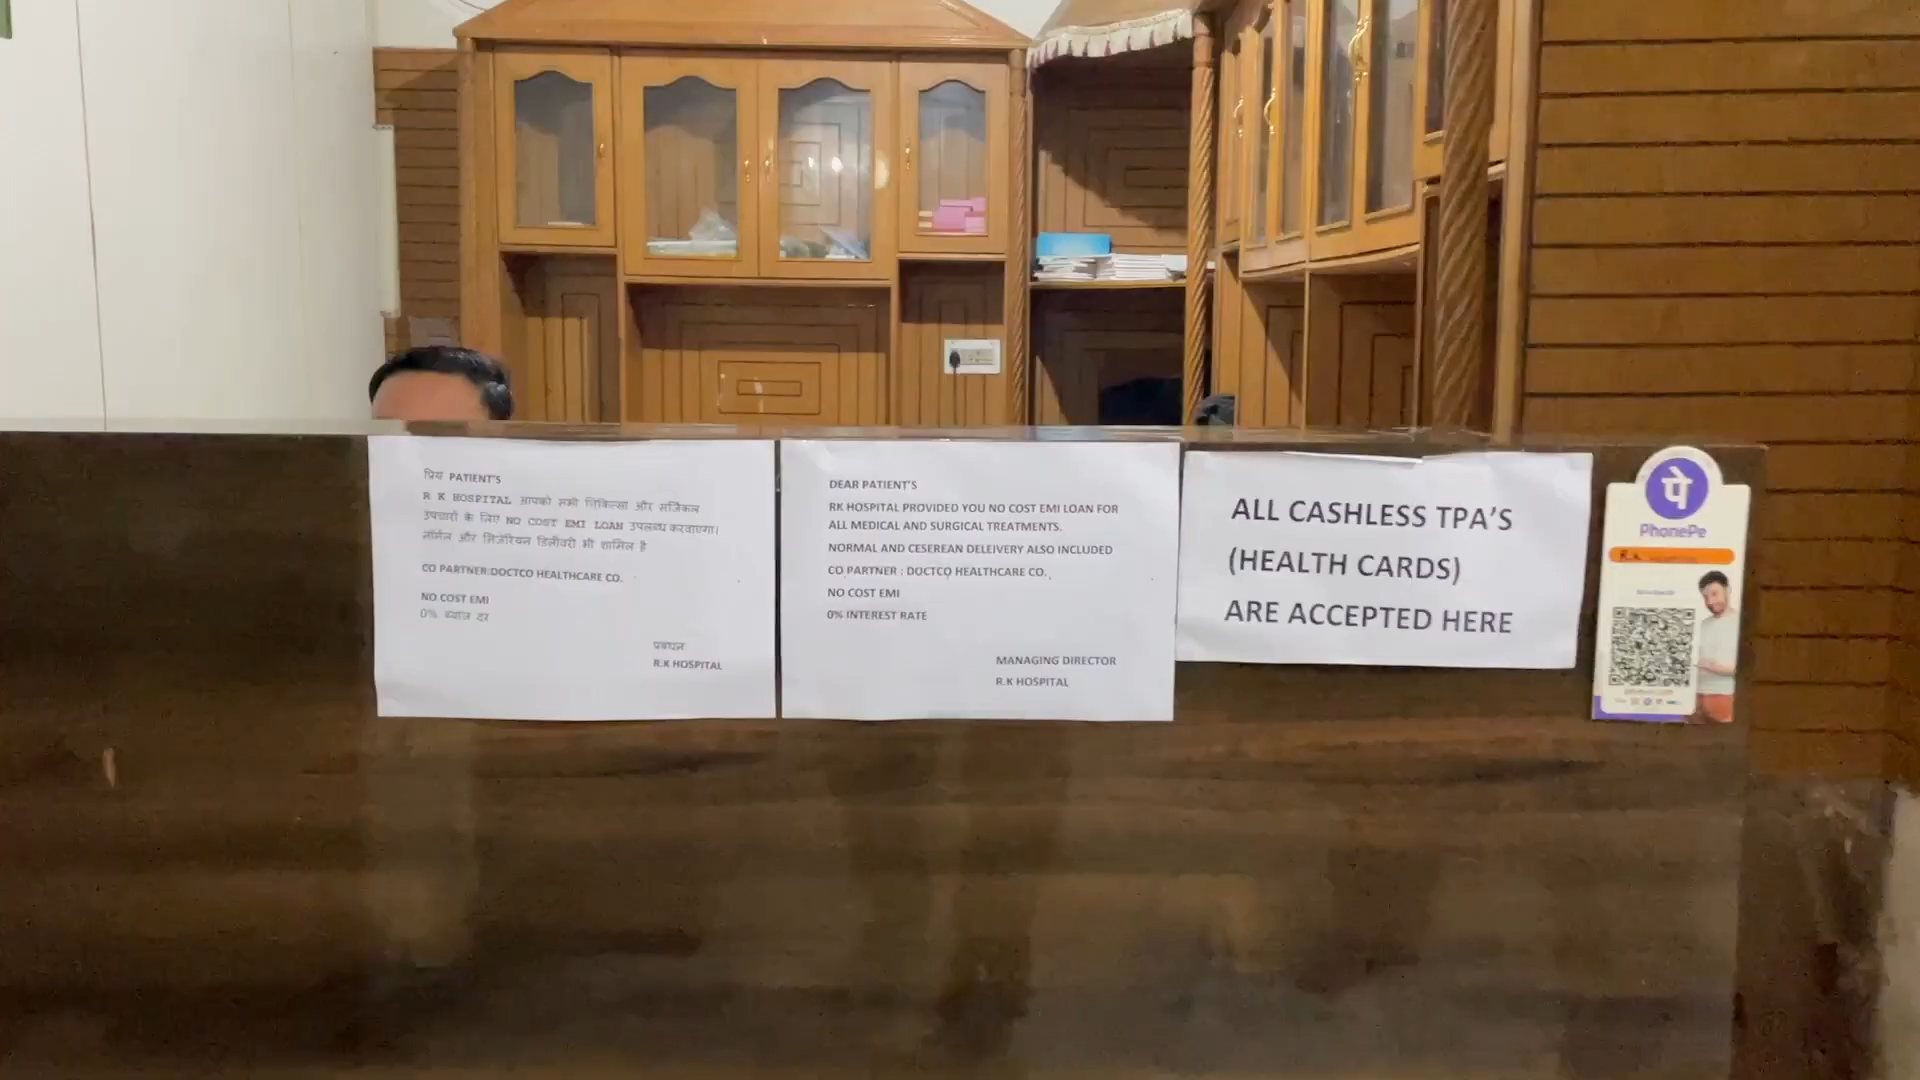 प्रिय PATIENT'S
R K HOSPITAL आपको सभी चिकित्सा और सर्जिकल
उपचारों के लिए NO COST EMI LOAN उपलब्ध करवाएगा।
नॉर्मल और सिजेरियन डिलीवरी भी शामिल है
CO PARTNER:DOCTCO HEALTHCARE CO.
NO COST EMI
0% ब्याज दर
प्रबंधन
R.K HOSPITAL
DEAR PATIENT'S
RK HOSPITAL PROVIDED YOU NO COST EMI LOAN FOR
ALL MEDICAL AND SURGICAL TREATMENTS.
NORMAL AND CESEREAN DELEIVERY ALSO INCLUDED
CO PARTNER : DOCTCO HEALTHCARE CO.
NO COST EMI
0% INTEREST RATE
MANAGING DIRECTOR
R.K HOSPITAL
ALL CASHLESS TPA'S
(HEALTH CARDS)
ARE ACCEPTED HERE
पे
PhonePe
R.K